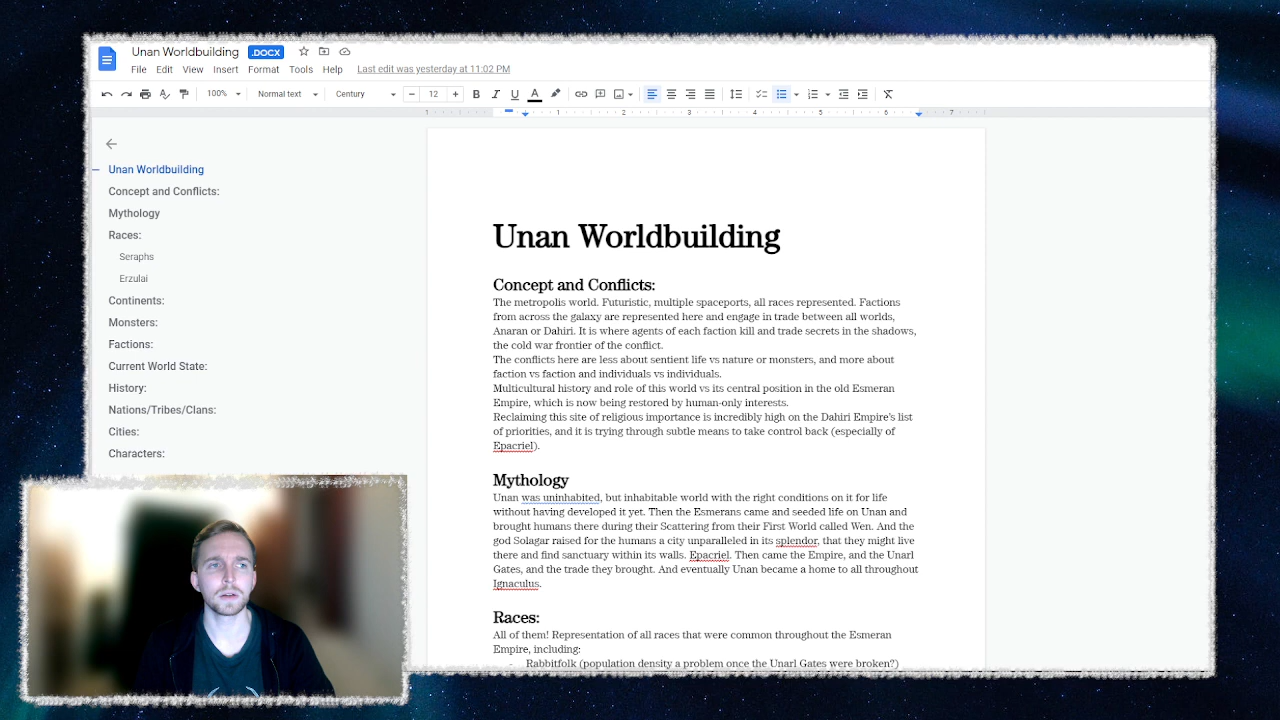 Unan Worldbuilding .DOCX
File Edit View Insert Format Tools Help Last edit was yesterday at 11:02 PM
100% Normal text Century 12 B I U A
1 1 2 3 4 5 6 7
Unan Worldbuilding
Concept and Conflicts:
Mythology
Races:
Seraphs
Erzulai
Continents:
Monsters:
Factions:
Current World State:
History:
Nations/Tribes/Clans:
Cities:
Characters:
Unan Worldbuilding
Concept and Conflicts:
The metropolis world. Futuristic, multiple spaceports, all races represented. Factions
from across the galaxy are represented here and engage in trade between all worlds,
Anaran or Dahiri. It is where agents of each faction kill and trade secrets in the shadows,
the cold war frontier of the conflict.
The conflicts here are less about sentient life vs nature or monsters, and more about
faction vs faction and individuals vs individuals.
Multicultural history and role of this world vs its central position in the old Esmeran
Empire, which is now being restored by human-only interests.
Reclaiming this site of religious importance is incredibly high on the Dahiri Empire's list
of priorities, and it is trying through subtle means to take control back (especially of
Epacriel).
Mythology
Unan was uninhabited, but inhabitable world with the right conditions on it for life
without having developed it yet. Then the Esmerans came and seeded life on Unan and
brought humans there during their Scattering from their First World called Wen. And the
god Solagar raised for the humans a city unparalleled in its splendor, that they might live
there and find sanctuary within its walls. Epacriel. Then came the Empire, and the Unarl
Gates, and the trade they brought. And eventually Unan became a home to all throughout
Ignaculus.
Races:
All of them! Representation of all races that were common throughout the Esmeran
Empire, including:
- Rabbitfolk (population density a problem once the Unarl Gates were broken?)